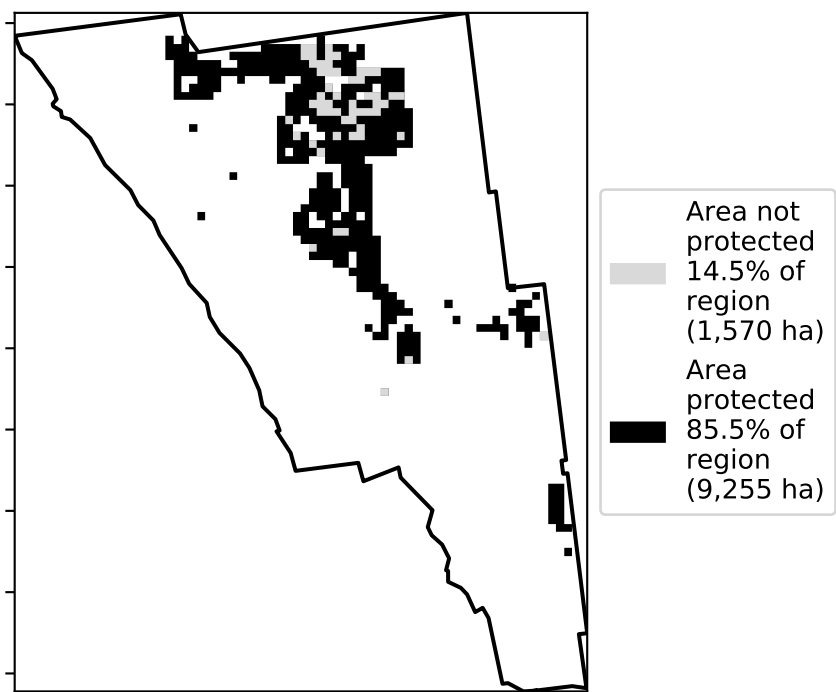 Area not
protected
14.5% of
region
(1,570 ha)
Area
protected
85.5% of
region
(9,255 ha)